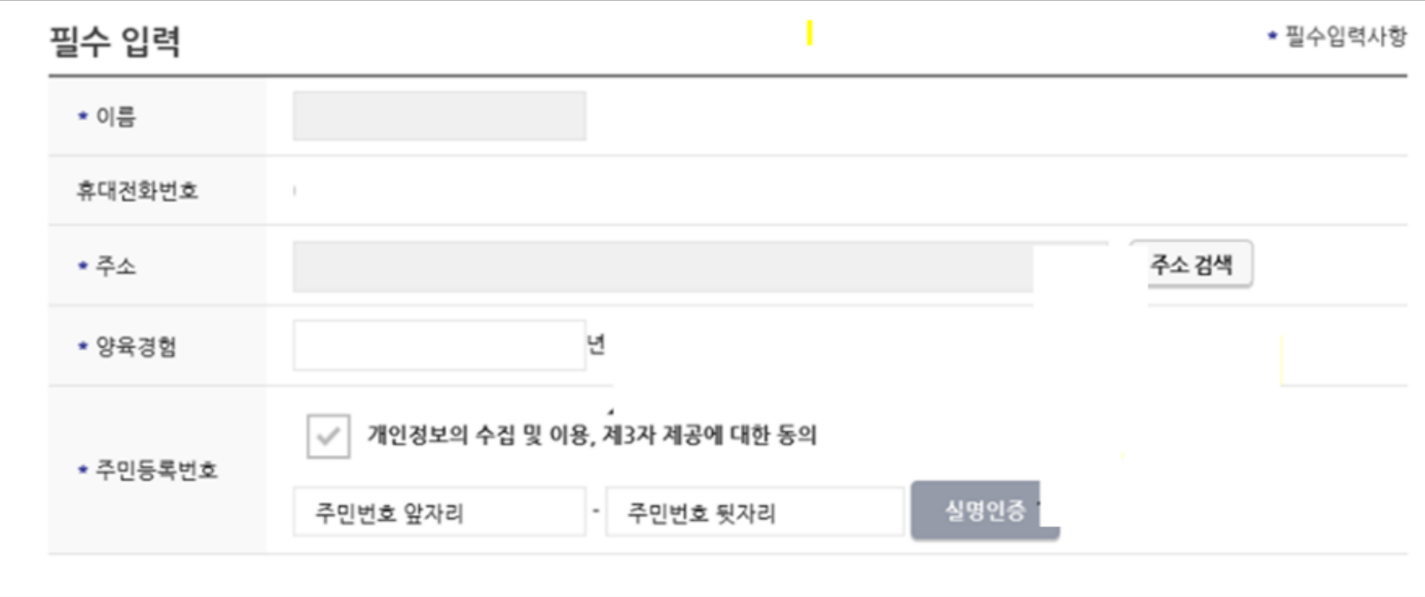 필수 입력
* 필수입력사항
* 이름
휴대전화번호
* 주소
주소 검색
* 양육경험
년
개인정보의 수집 및 이용, 제3자 제공에 대한 동의
* 주민등록번호
주민번호 앞자리 - 주민번호 뒷자리 실명인증